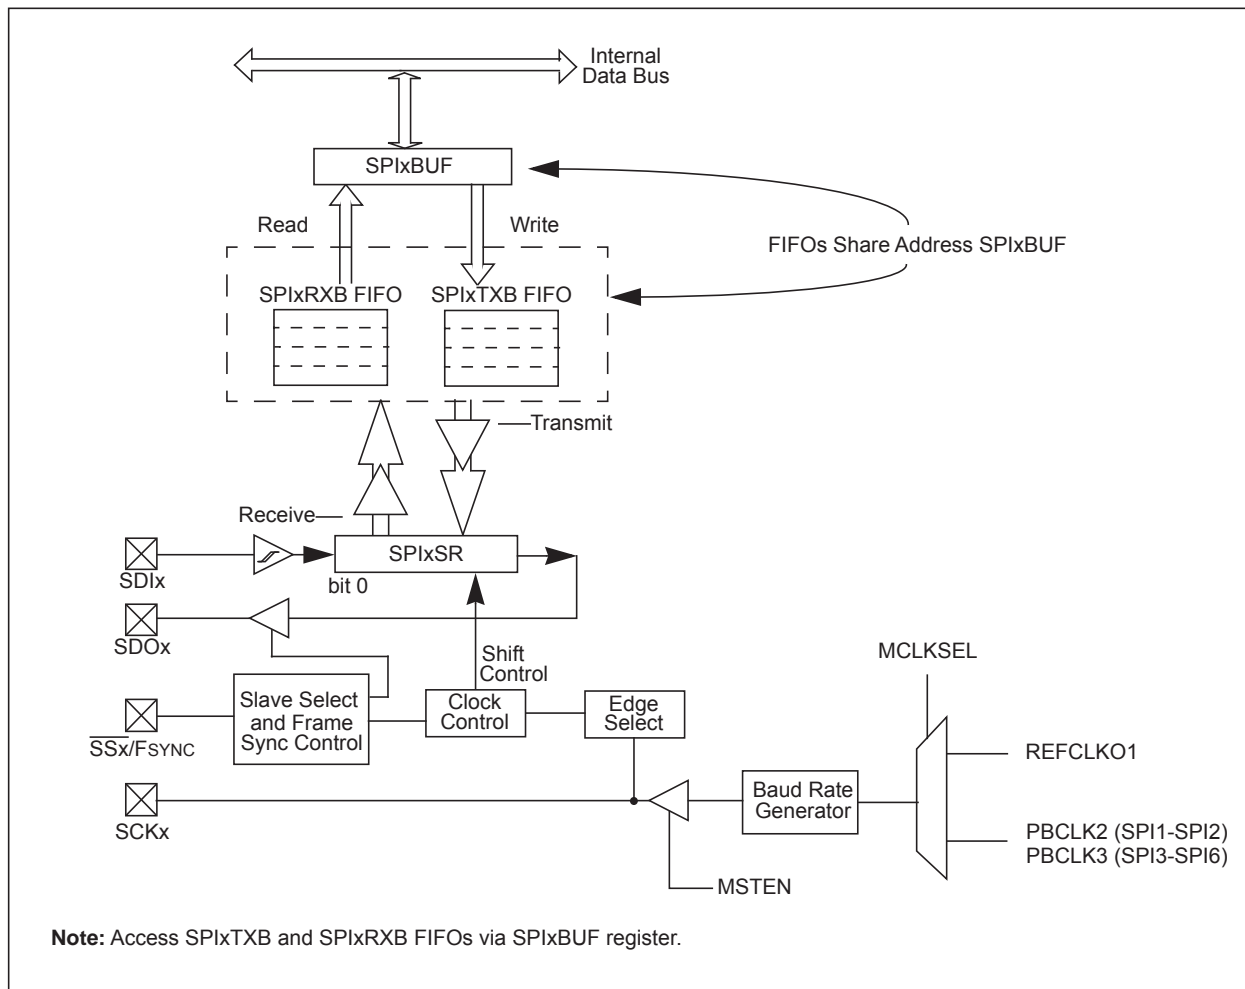 Internal
Data Bus
SPIxBUF
Read
Write
FIFOs Share Address SPIxBUF
SPIxRXB FIFO
SPIxTXB FIFO
Transmit
Receive
SPIxSR
bit 0
SDIx
SDOx
Shift
Control
MCLKSEL
Slave Select
and Frame
Sync Control
Clock
Control
Edge
Select
SSx/FSYNC
REFCLKO1
Baud Rate
Generator
SCKx
PBCLK2 (SPI1-SPI2)
PBCLK3 (SPI3-SPI6)
MSTEN
Note: Access SPIxTXB and SPIxRXB FIFOs via SPIxBUF register.